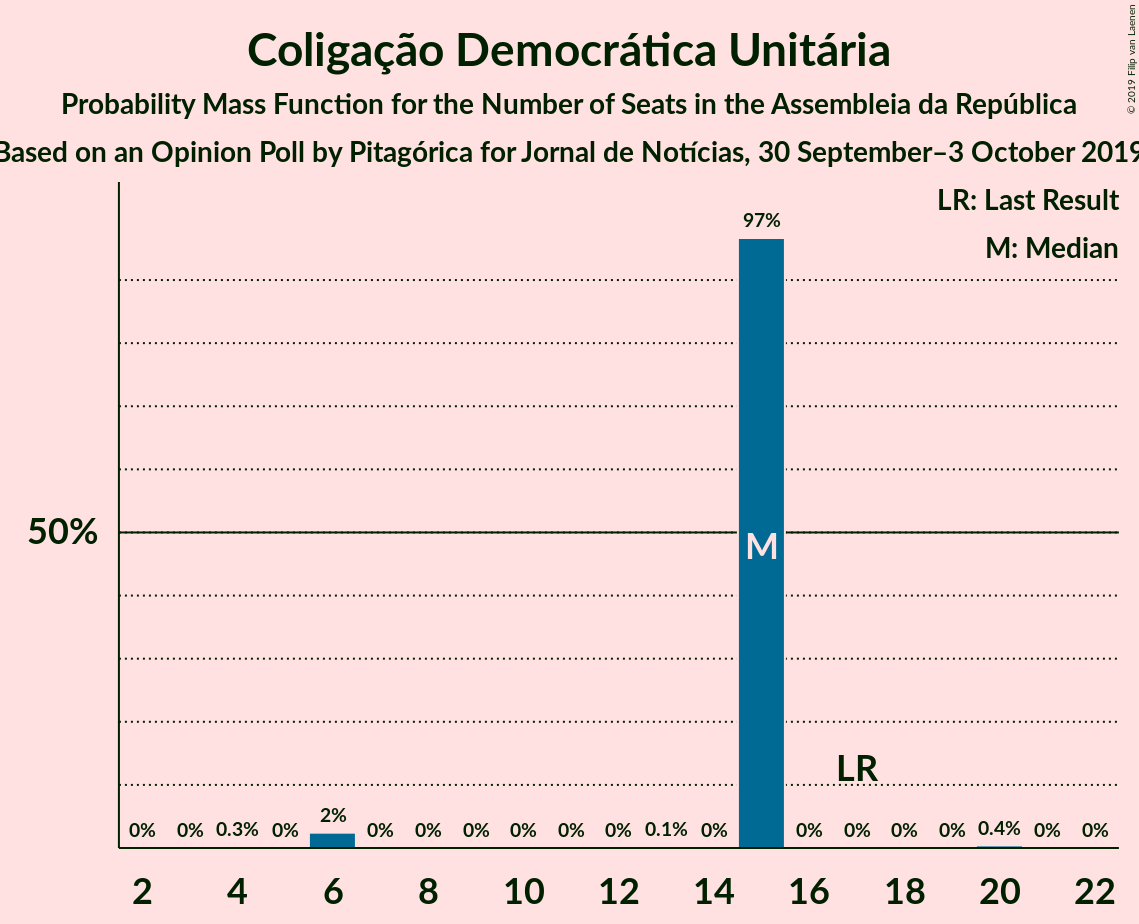 Coligação Democrática Unitária
Probability Mass Function for the Number of Seats in the Assembleia da República
Based on an Opinion Poll by Pitagórica for Jornal de Notícias, 30 September–3 October 2019
© 2019 Filip van Laenen
LR: Last Result
M: Median
97%
50%
M
LR
0% 0% 0.3% 0% 2% 0% 0% 0% 0% 0% 0% 0.1% 0% 0% 0% 0% 0% 0.4% 0% 0%
2 4 6 8 10 12 14 16 18 20 22